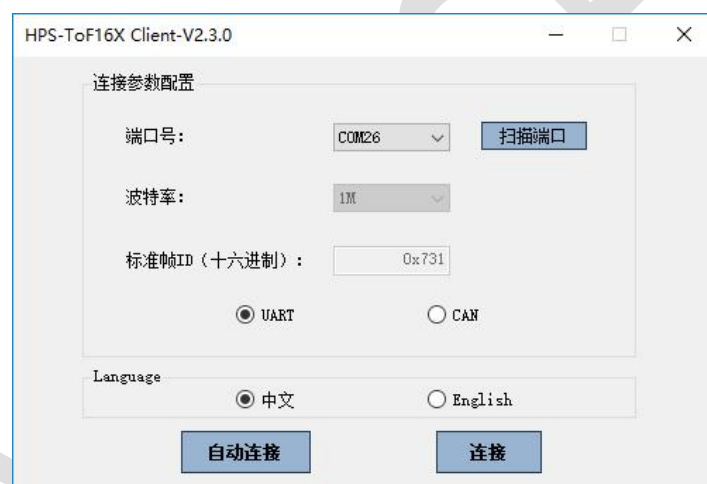 HPS-ToF16X Client-V2.3.0
连接参数配置
端口号: COM26 扫描端口
波特率: 1M
标准帧ID（十六进制）: 0x731
UART CAN
Language
中文 English
自动连接 连接